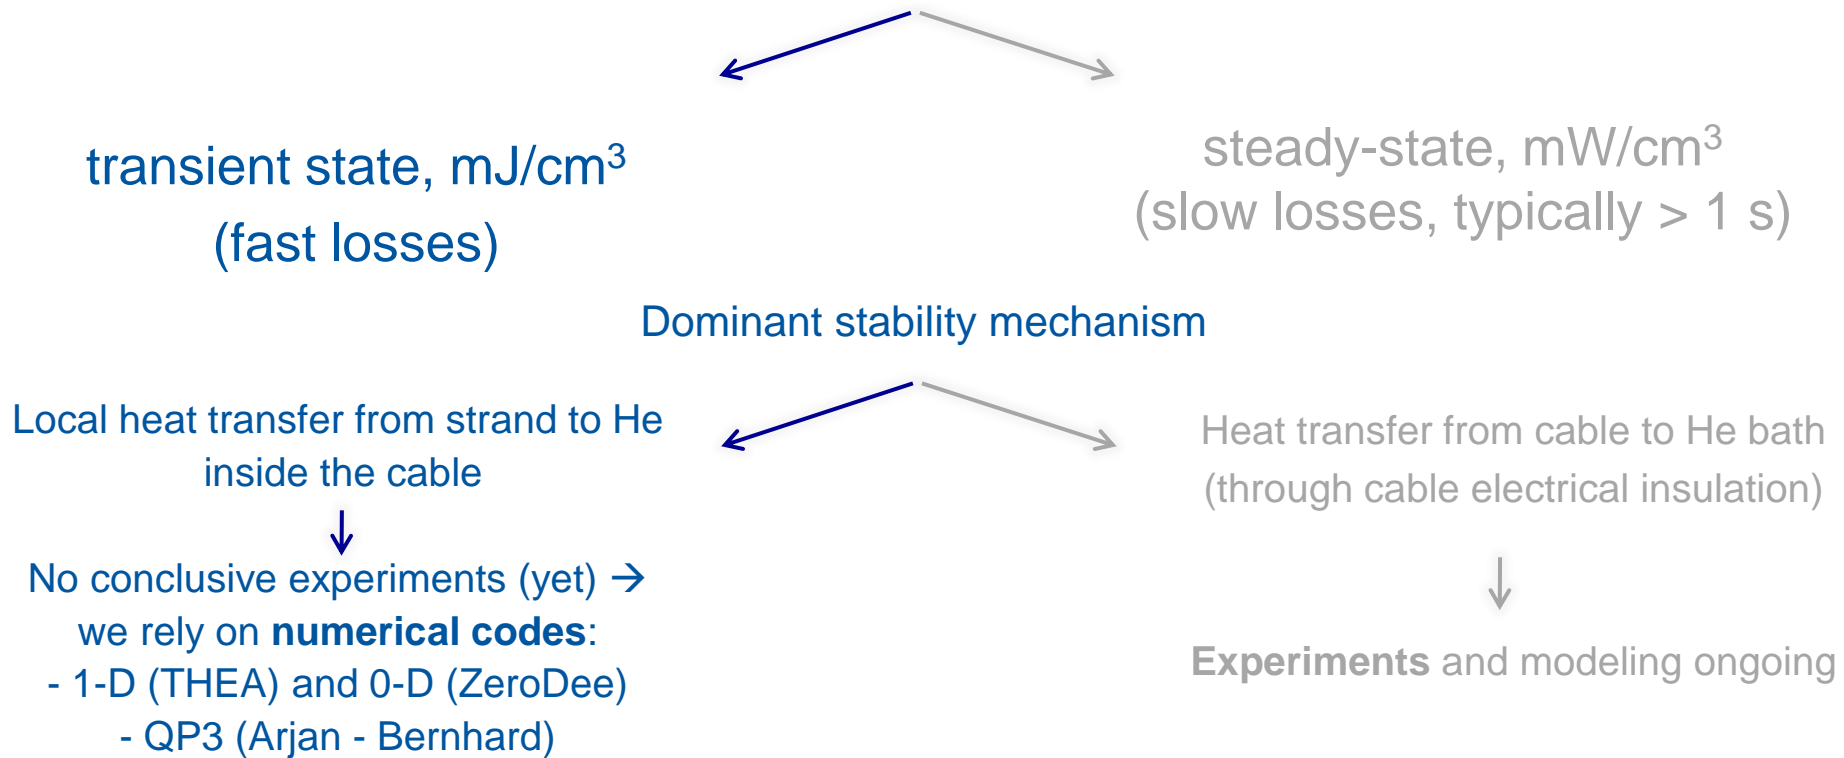 transient state, mJ/cm³
(fast losses)
steady-state, mW/cm³
(slow losses, typically > 1 s)
Dominant stability mechanism
Local heat transfer from strand to He
inside the cable
No conclusive experiments (yet) →
we rely on numerical codes:
- 1-D (THEA) and 0-D (ZeroDee)
- QP3 (Arjan - Bernhard)
Heat transfer from cable to He bath
(through cable electrical insulation)
Experiments and modeling ongoing